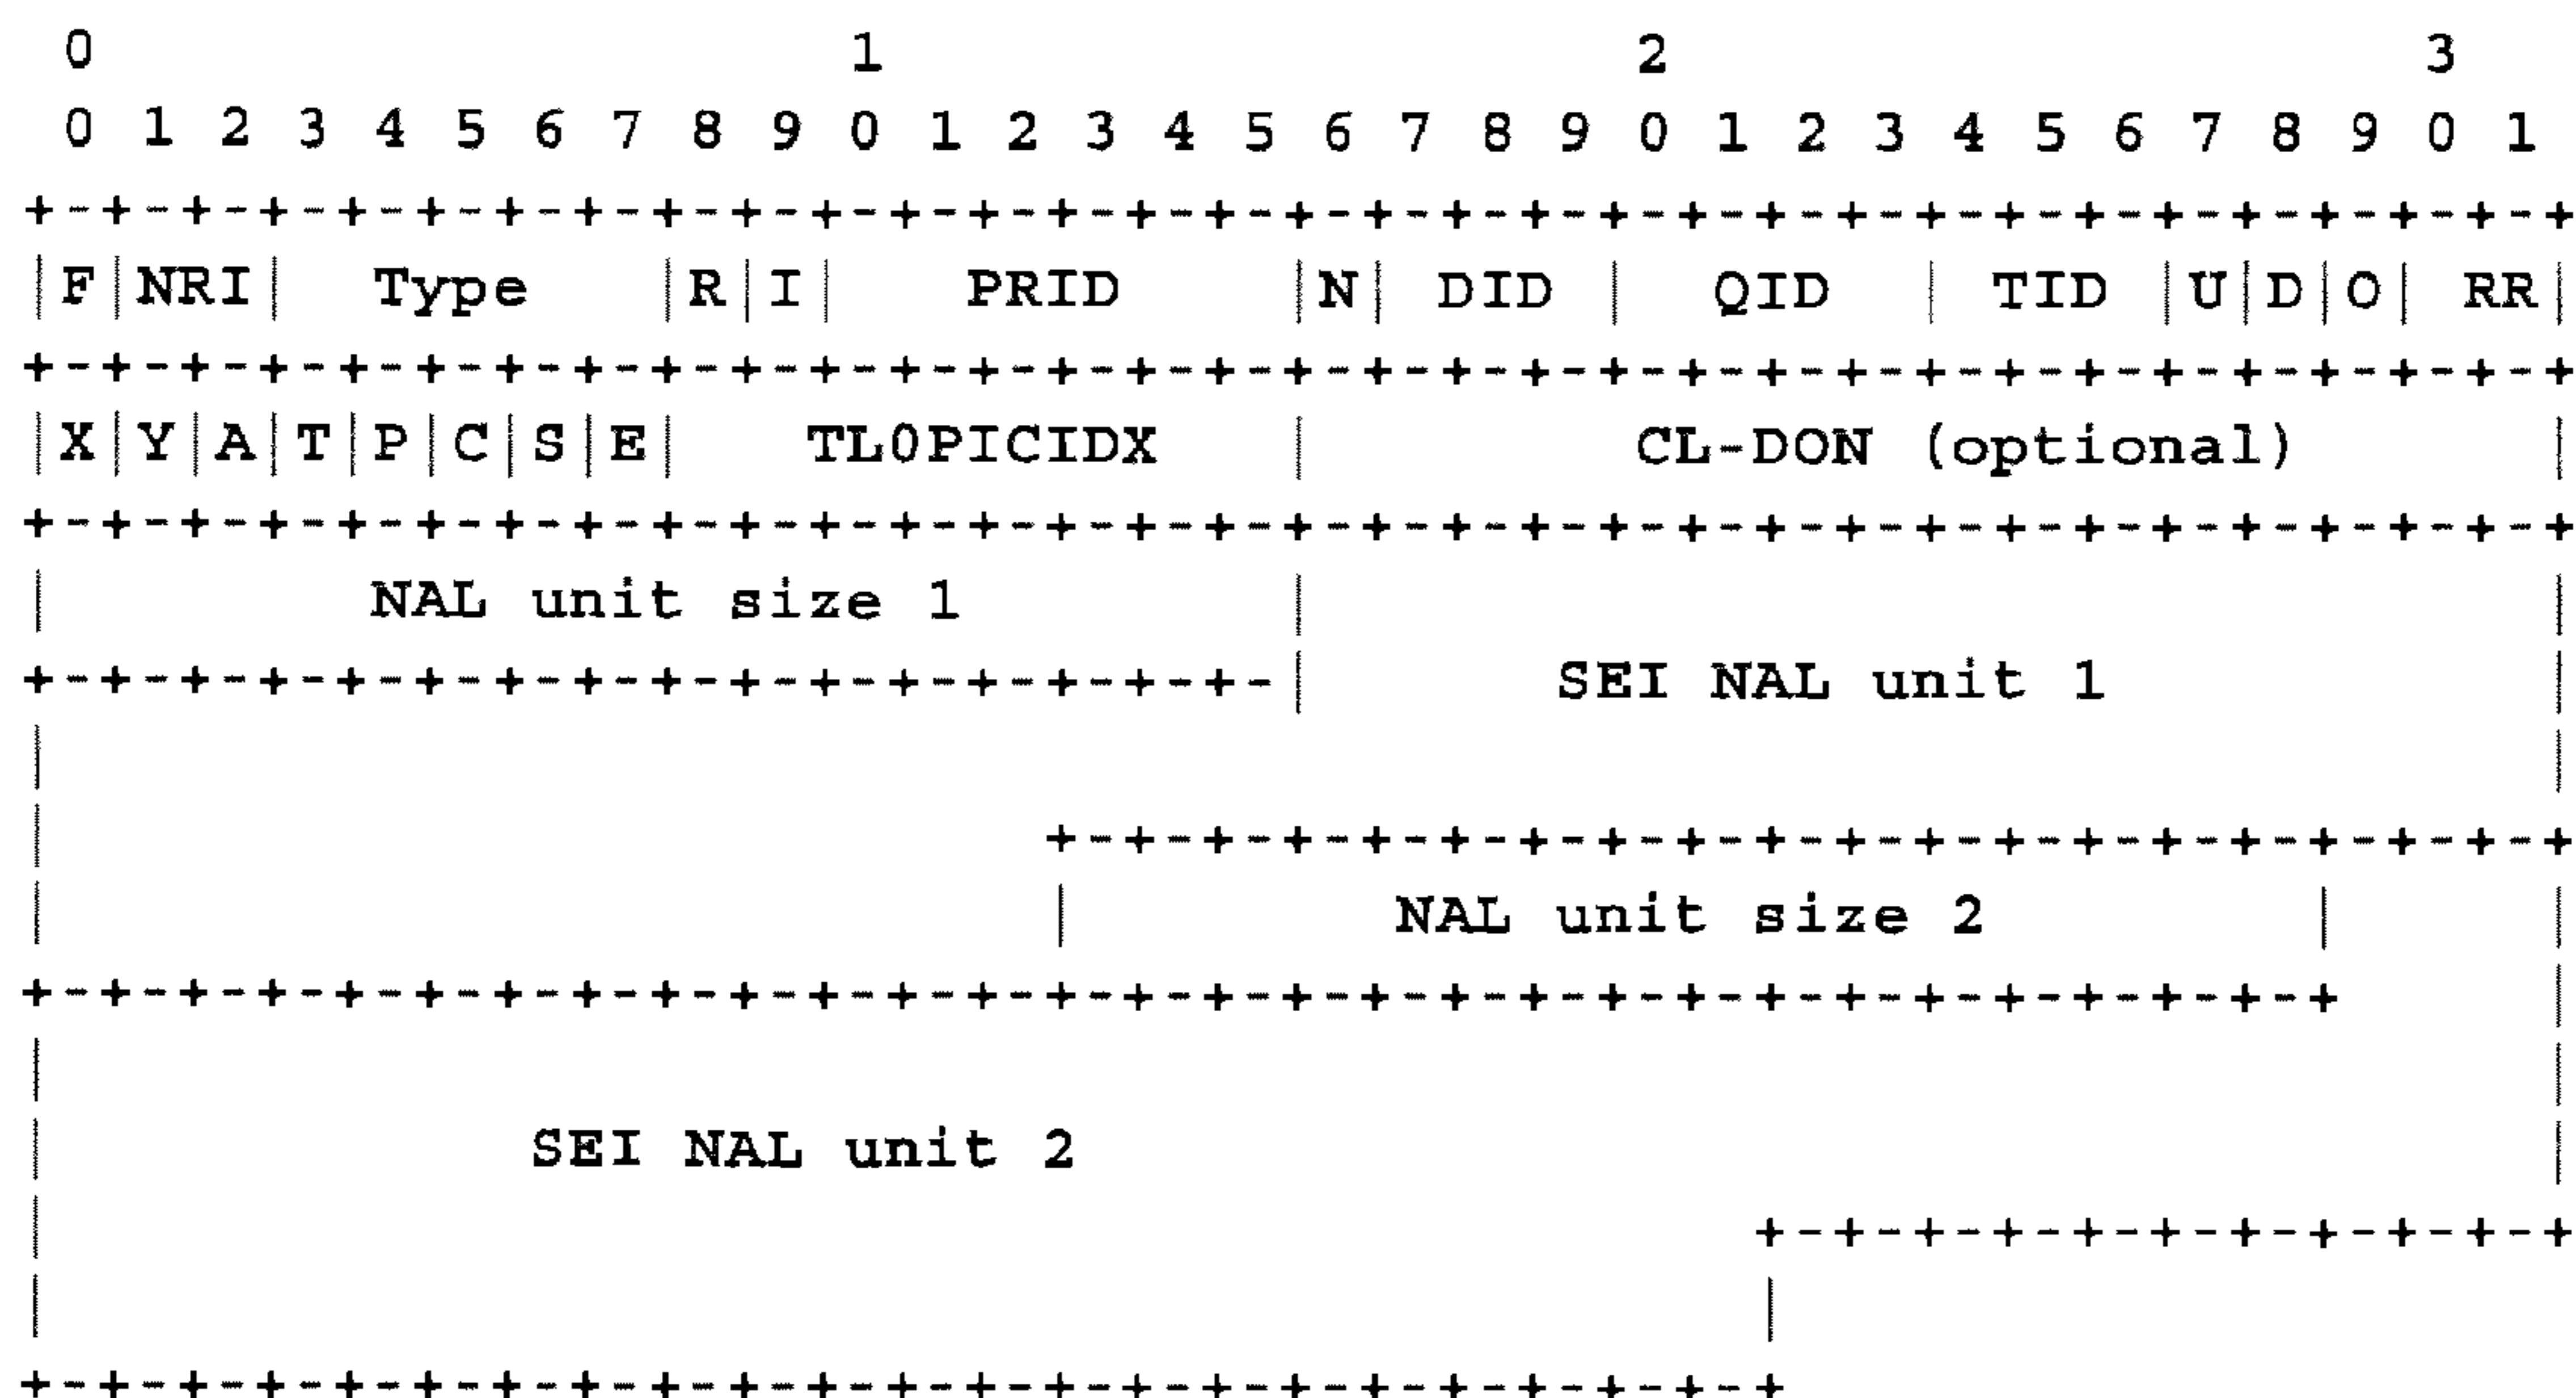 0 1 2 3
0 1 2 3 4 5 6 7 8 9 0 1 2 3 4 5 6 7 8 9 0 1 2 3 4 5 6 7 8 9 0 1
+-+-+-+-+-+-+-+-+-+-+-+-+-+-+-+-+-+-+-+-+-+-+-+-+-+-+-+-+-+-+-+-+
|F|NRI| Type |R|I| PRID |N| DID | QID | TID |U|D|O| RR|
+-+-+-+-+-+-+-+-+-+-+-+-+-+-+-+-+-+-+-+-+-+-+-+-+-+-+-+-+-+-+-+-+
|X|Y|A|T|P|C|S|E| TL0PICIDX | CL-DON (optional) |
+-+-+-+-+-+-+-+-+-+-+-+-+-+-+-+-+-+-+-+-+-+-+-+-+-+-+-+-+-+-+-+-+
| NAL unit size 1 | |
+-+-+-+-+-+-+-+-+-+-+-+-+-+-+-+-| SEI NAL unit 1 |
| |
| +-+-+-+-+-+-+-+-+-+-+-+-+-+-+-+-+-+-+-+
| | NAL unit size 2 | |
+-+-+-+-+-+-+-+-+-+-+-+-+-+-+-+-+-+-+-+-+-+-+-+-+-+-+-+-+-+ |
| |
| SEI NAL unit 2 |
| +-+-+-+-+-+-+-+-+-+-+
| |
+-+-+-+-+-+-+-+-+-+-+-+-+-+-+-+-+-+-+-+-+-+-+